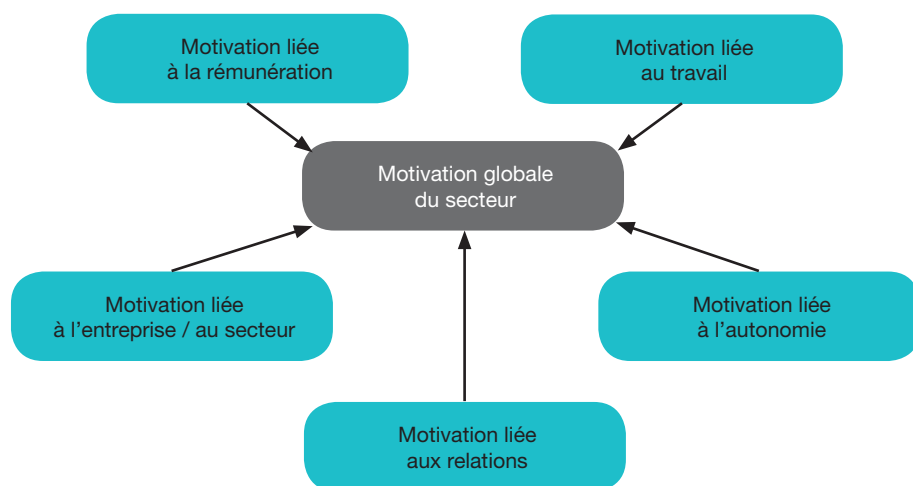 Motivation liée
à la rémunération
Motivation liée
au travail
Motivation globale
du secteur
Motivation liée
à l’entreprise / au secteur
Motivation liée
à l’autonomie
Motivation liée
aux relations